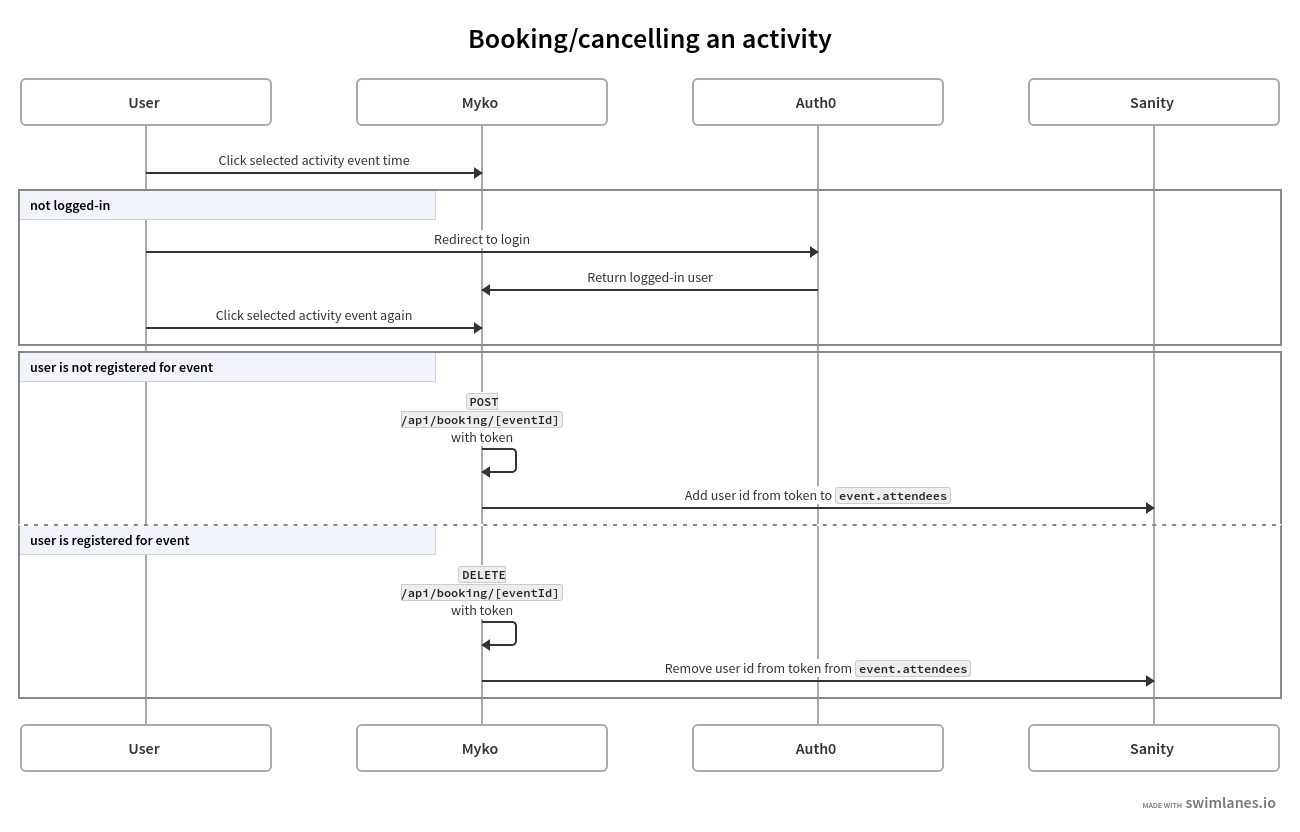 Booking/cancelling an activity
User
Myko
Auth0
Sanity
Click selected activity event time
not logged-in
Redirect to login
Return logged-in user
Click selected activity event again
user is not registered for event
POST
/api/booking/[eventId]
with token
Add user id from token to event.attendees
user is registered for event
DELETE
/api/booking/[eventId]
with token
Remove user id from token from event.attendees
User
Myko
Auth0
Sanity
MADE WITH swimlanes.io